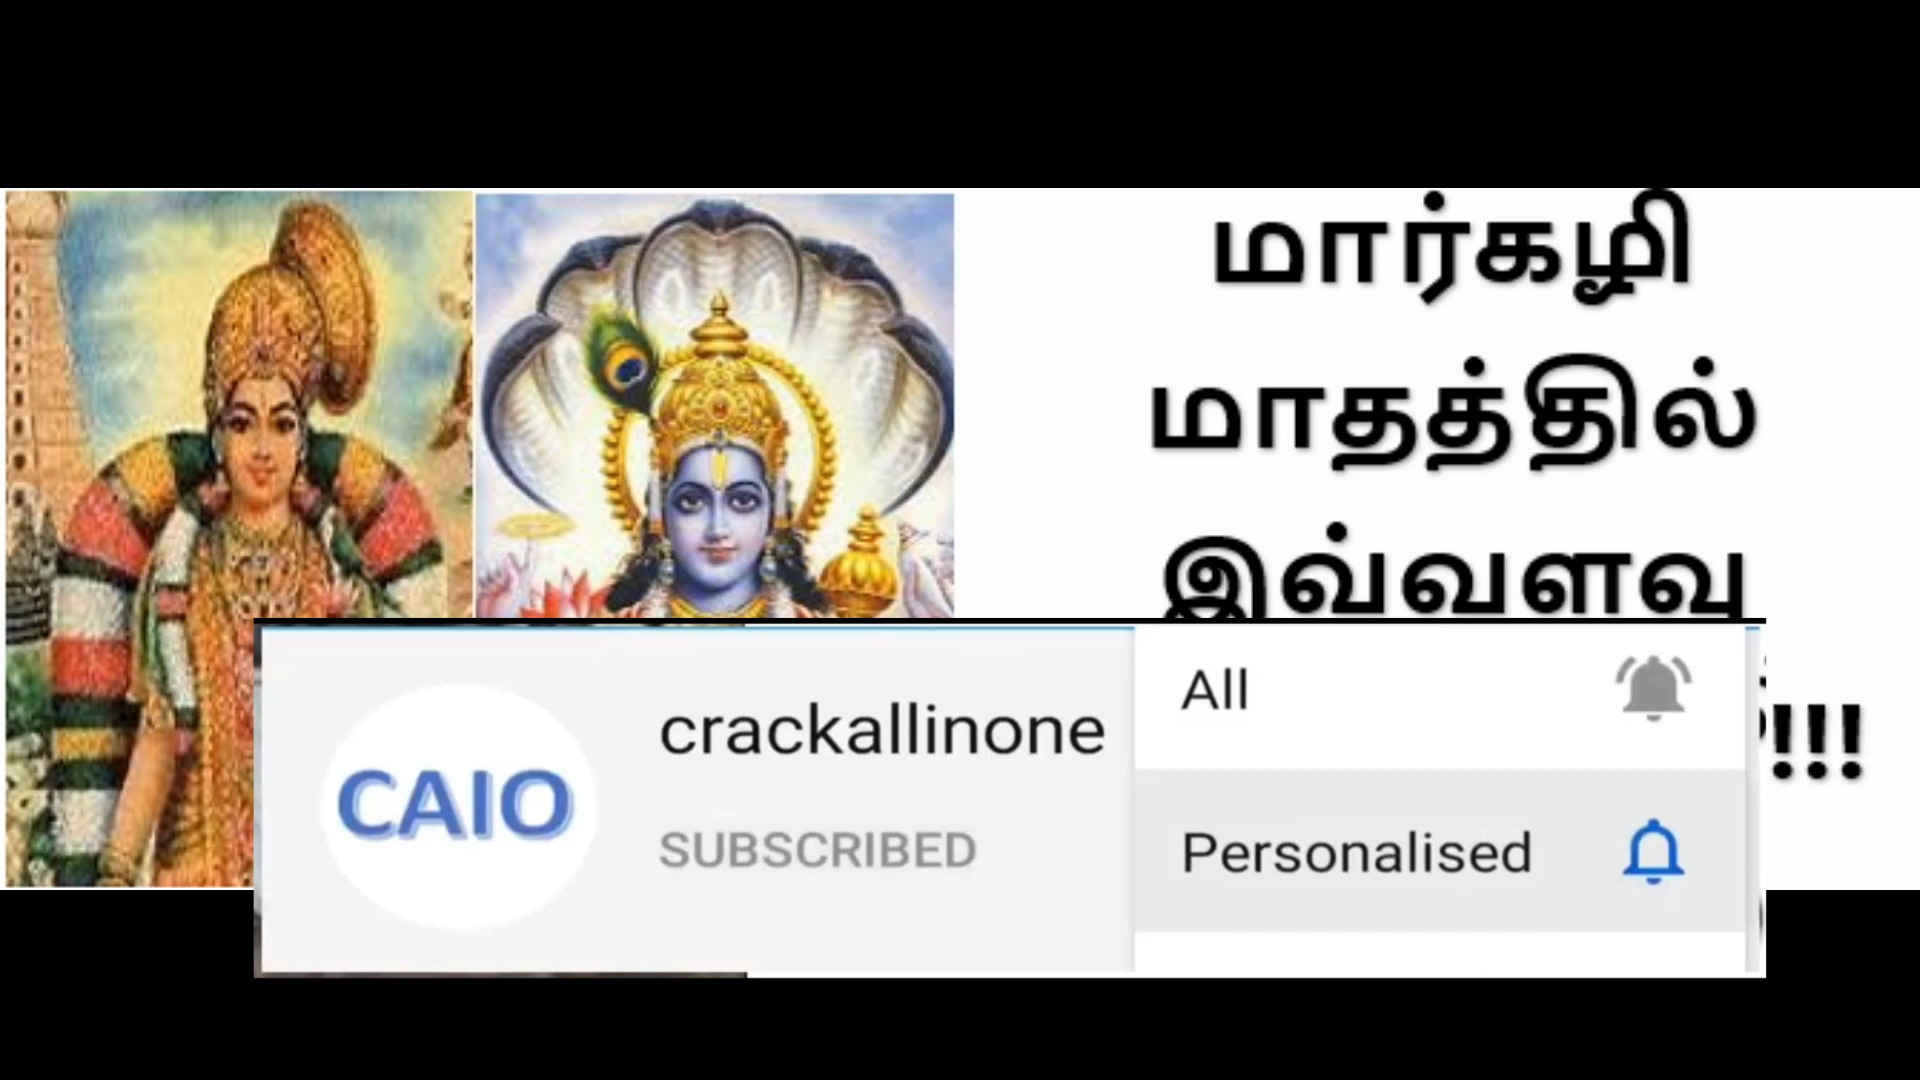 மார்கழி
மாதத்தில்
இவ்வளவு
!!!
crackallinone
CAIO
SUBSCRIBED
All
Personalised